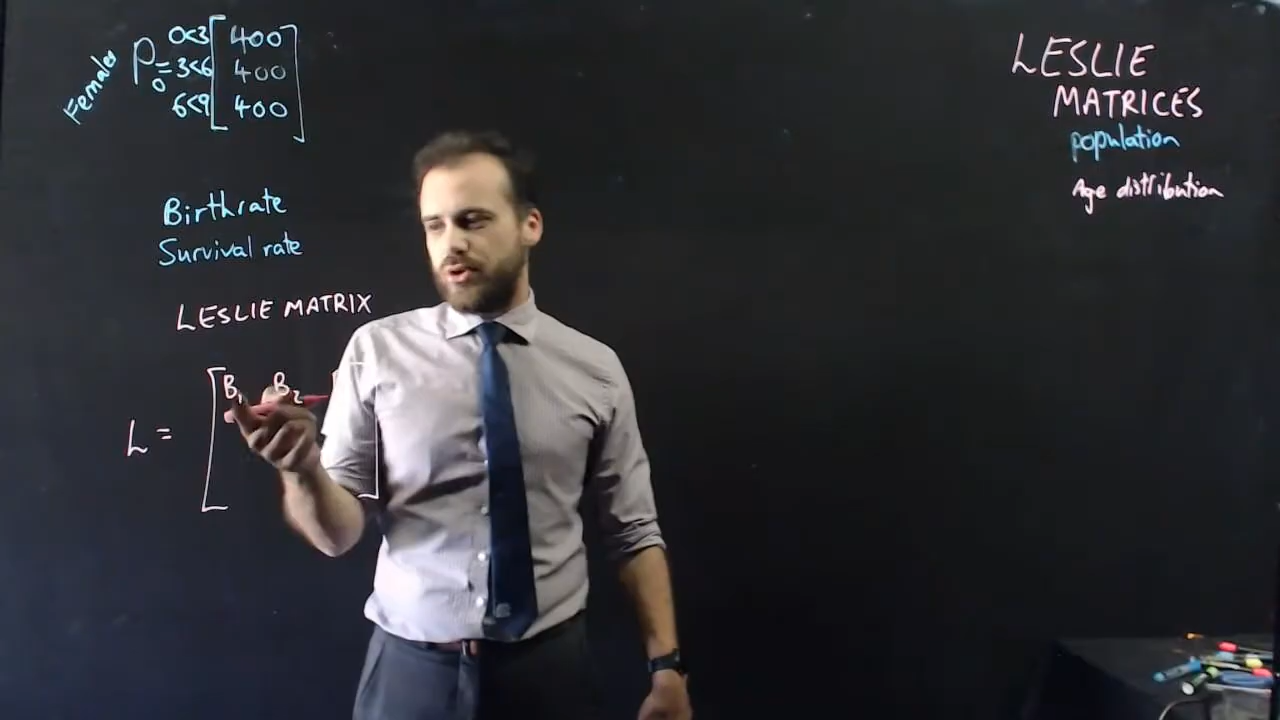 Females P₀ = 0<3 [400]
3<6 [400]
6<9 [400]
Birthrate
Survival rate
LESLIE MATRIX
B₁ B₂
L =
LESLIE
MATRICES
population
Age distribution